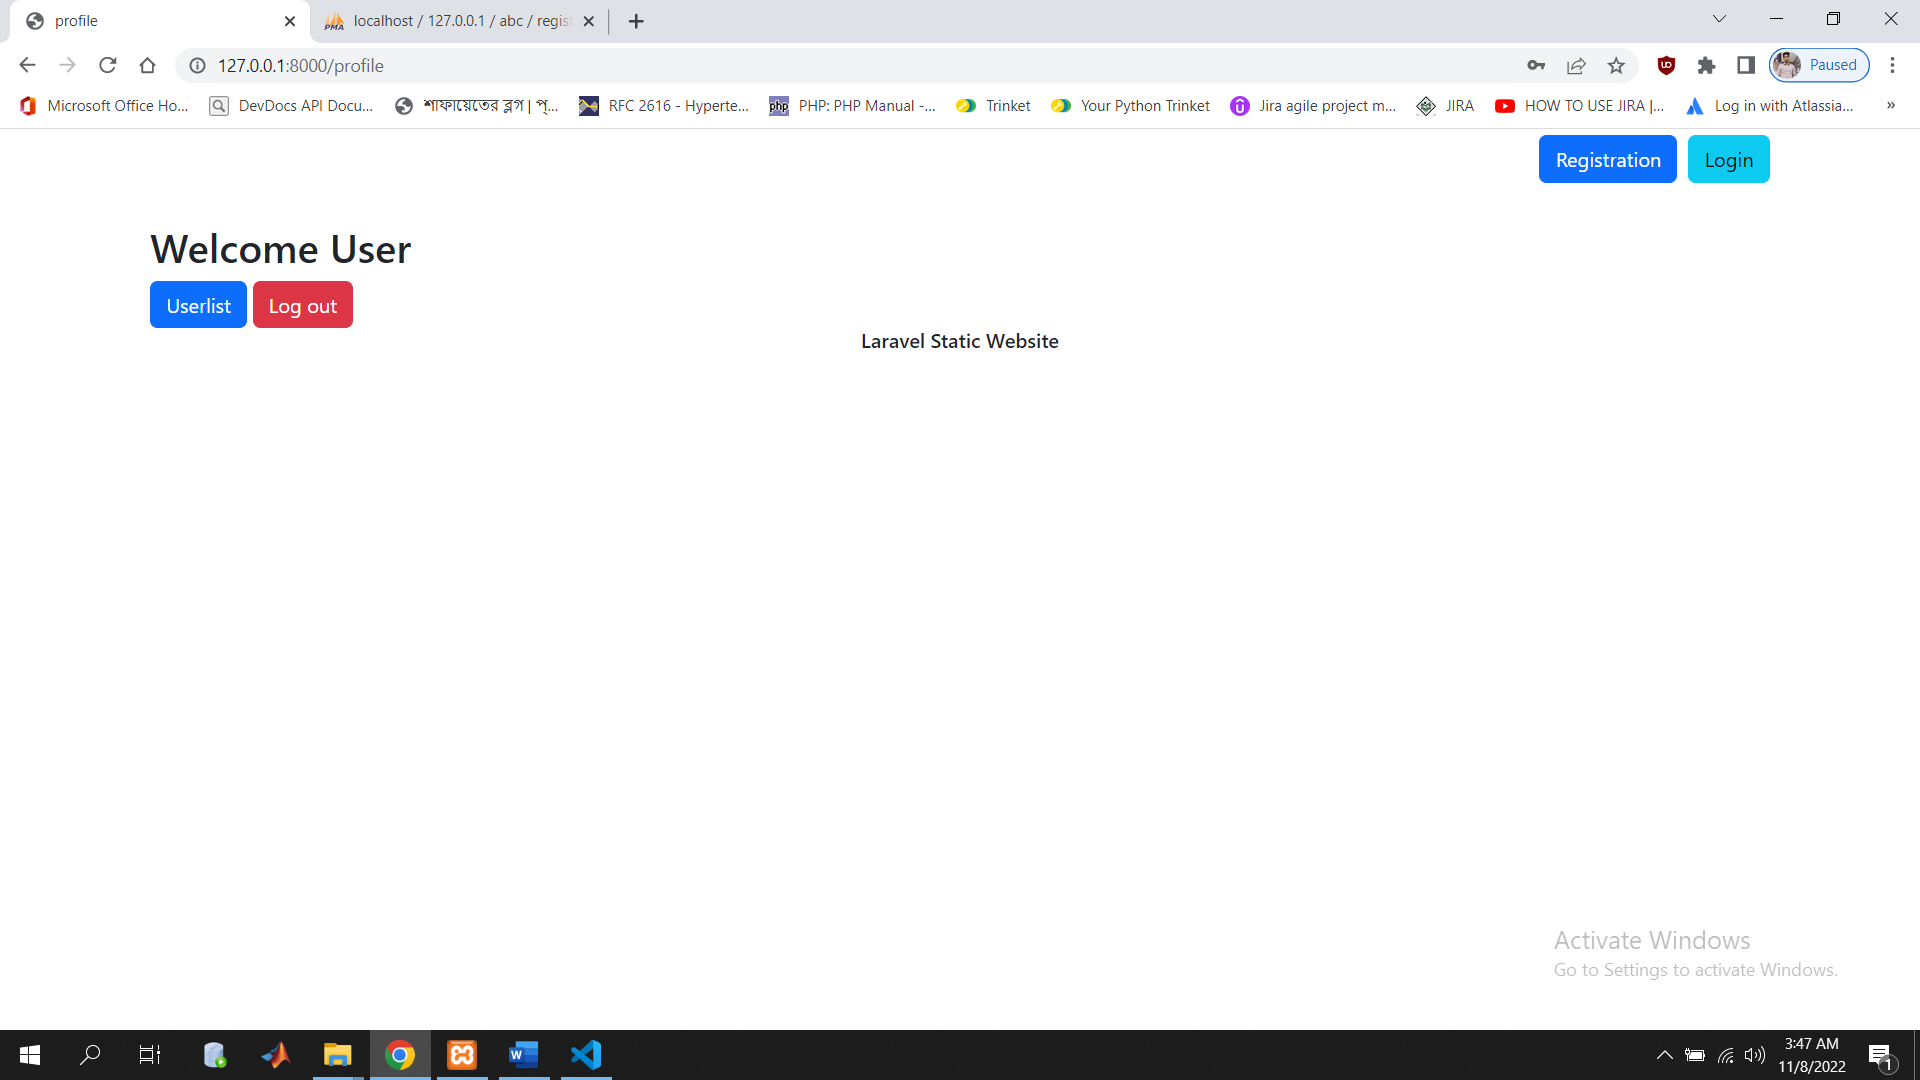 profile
localhost / 127.0.0.1 / abc / regist
127.0.0.1:8000/profile
Paused
Microsoft Office Ho...
DevDocs API Docu...
শাফায়েতের ব্লগ | প্...
RFC 2616 - Hyperte...
PHP: PHP Manual -...
Trinket
Your Python Trinket
Jira agile project m...
JIRA
HOW TO USE JIRA |...
Log in with Atlassia...
»
Registration
Login
Welcome User
Userlist
Log out
Laravel Static Website
Activate Windows
Go to Settings to activate Windows.
3:47 AM
11/8/2022
1